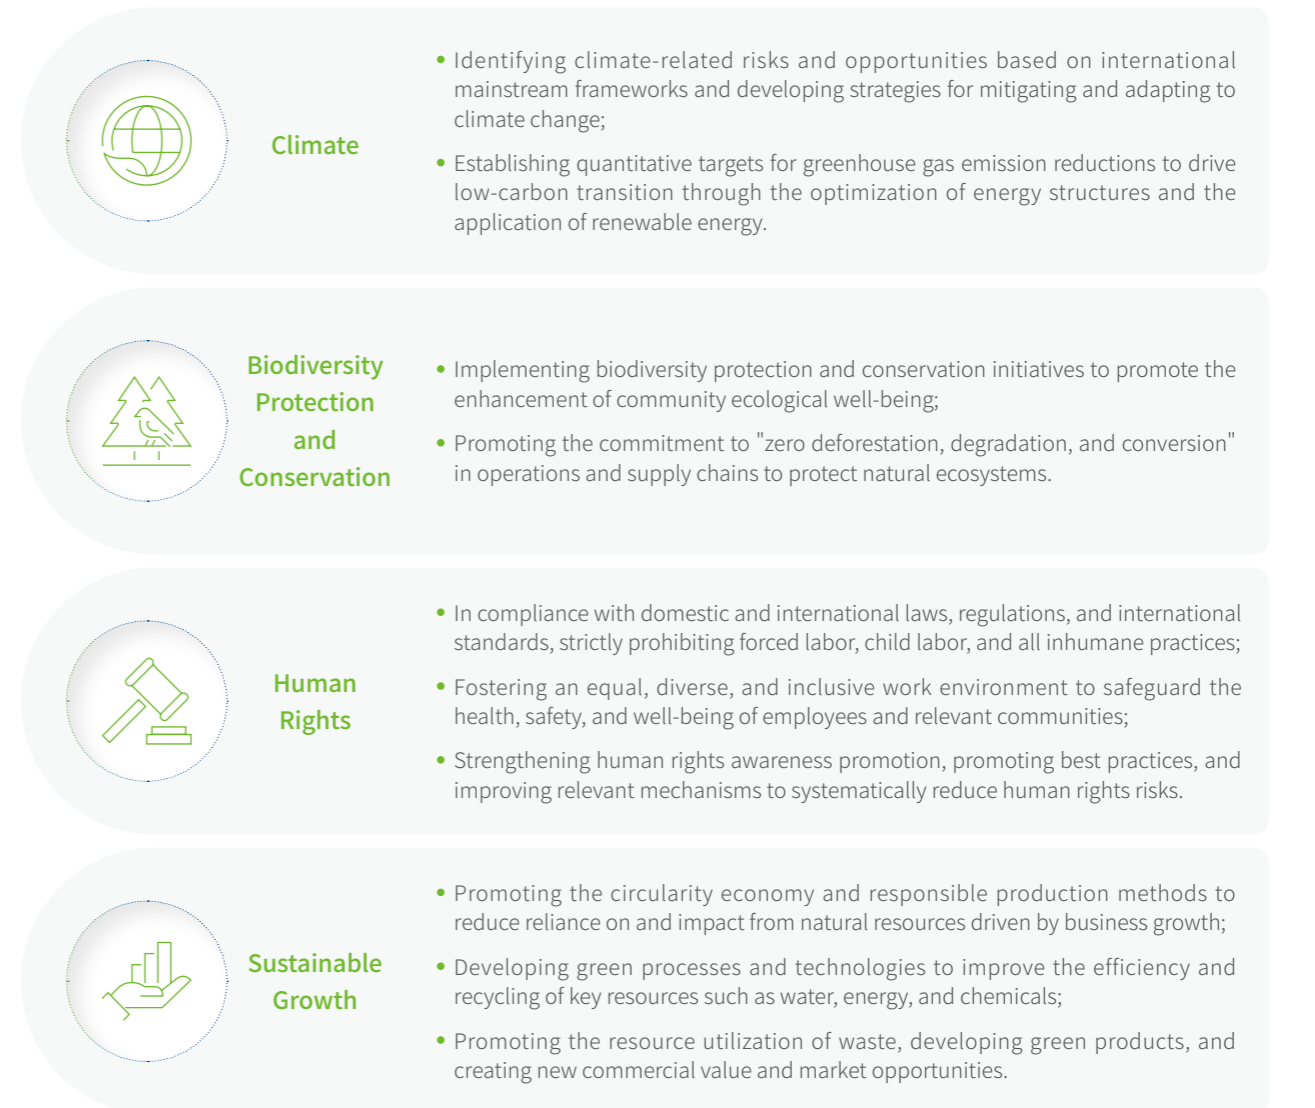 Climate
• Identifying climate-related risks and opportunities based on international
mainstream frameworks and developing strategies for mitigating and adapting to
climate change;
• Establishing quantitative targets for greenhouse gas emission reductions to drive
low-carbon transition through the optimization of energy structures and the
application of renewable energy.
Biodiversity
Protection
and
Conservation
• Implementing biodiversity protection and conservation initiatives to promote the
enhancement of community ecological well-being;
• Promoting the commitment to "zero deforestation, degradation, and conversion"
in operations and supply chains to protect natural ecosystems.
Human
Rights
• In compliance with domestic and international laws, regulations, and international
standards, strictly prohibiting forced labor, child labor, and all inhumane practices;
• Fostering an equal, diverse, and inclusive work environment to safeguard the
health, safety, and well-being of employees and relevant communities;
• Strengthening human rights awareness promotion, promoting best practices, and
improving relevant mechanisms to systematically reduce human rights risks.
Sustainable
Growth
• Promoting the circularity economy and responsible production methods to
reduce reliance on and impact from natural resources driven by business growth;
• Developing green processes and technologies to improve the efficiency and
recycling of key resources such as water, energy, and chemicals;
• Promoting the resource utilization of waste, developing green products, and
creating new commercial value and market opportunities.